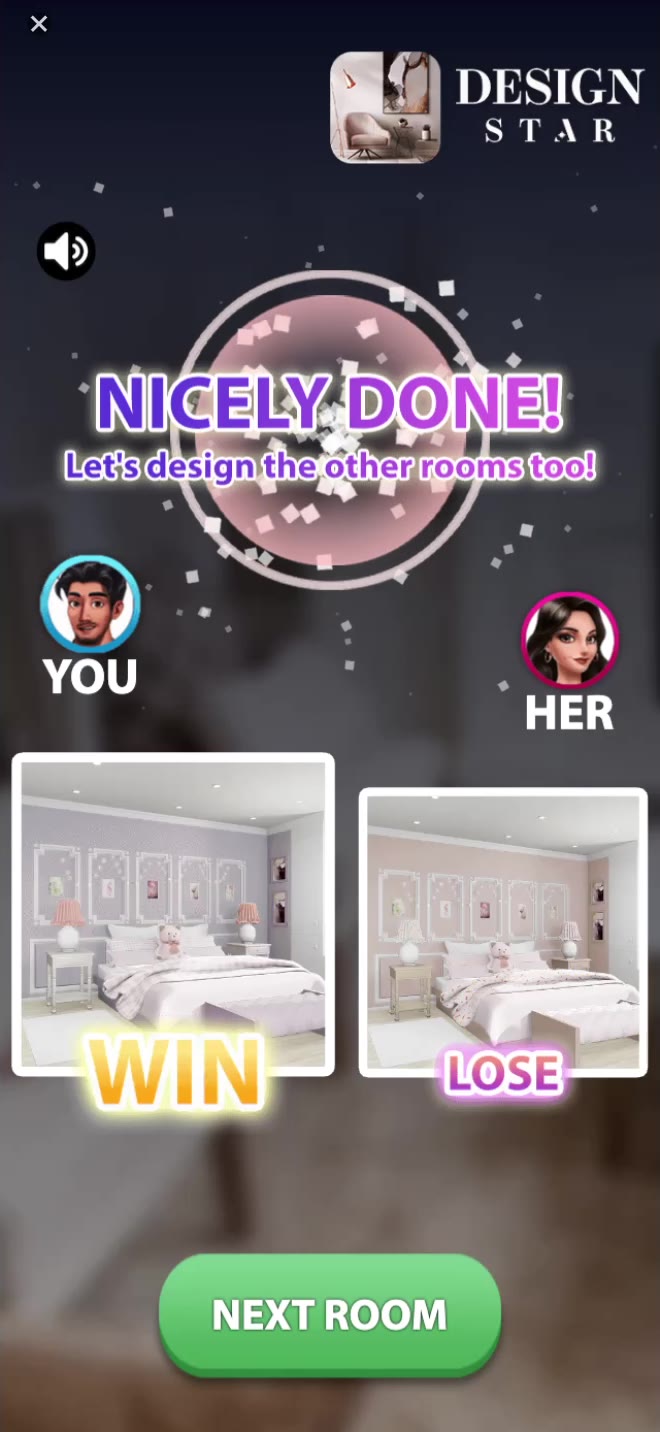 DESIGN
STAR
NICELY DONE!
Let's design the other rooms too!
YOU
HER
WIN
LOSE
NEXT ROOM